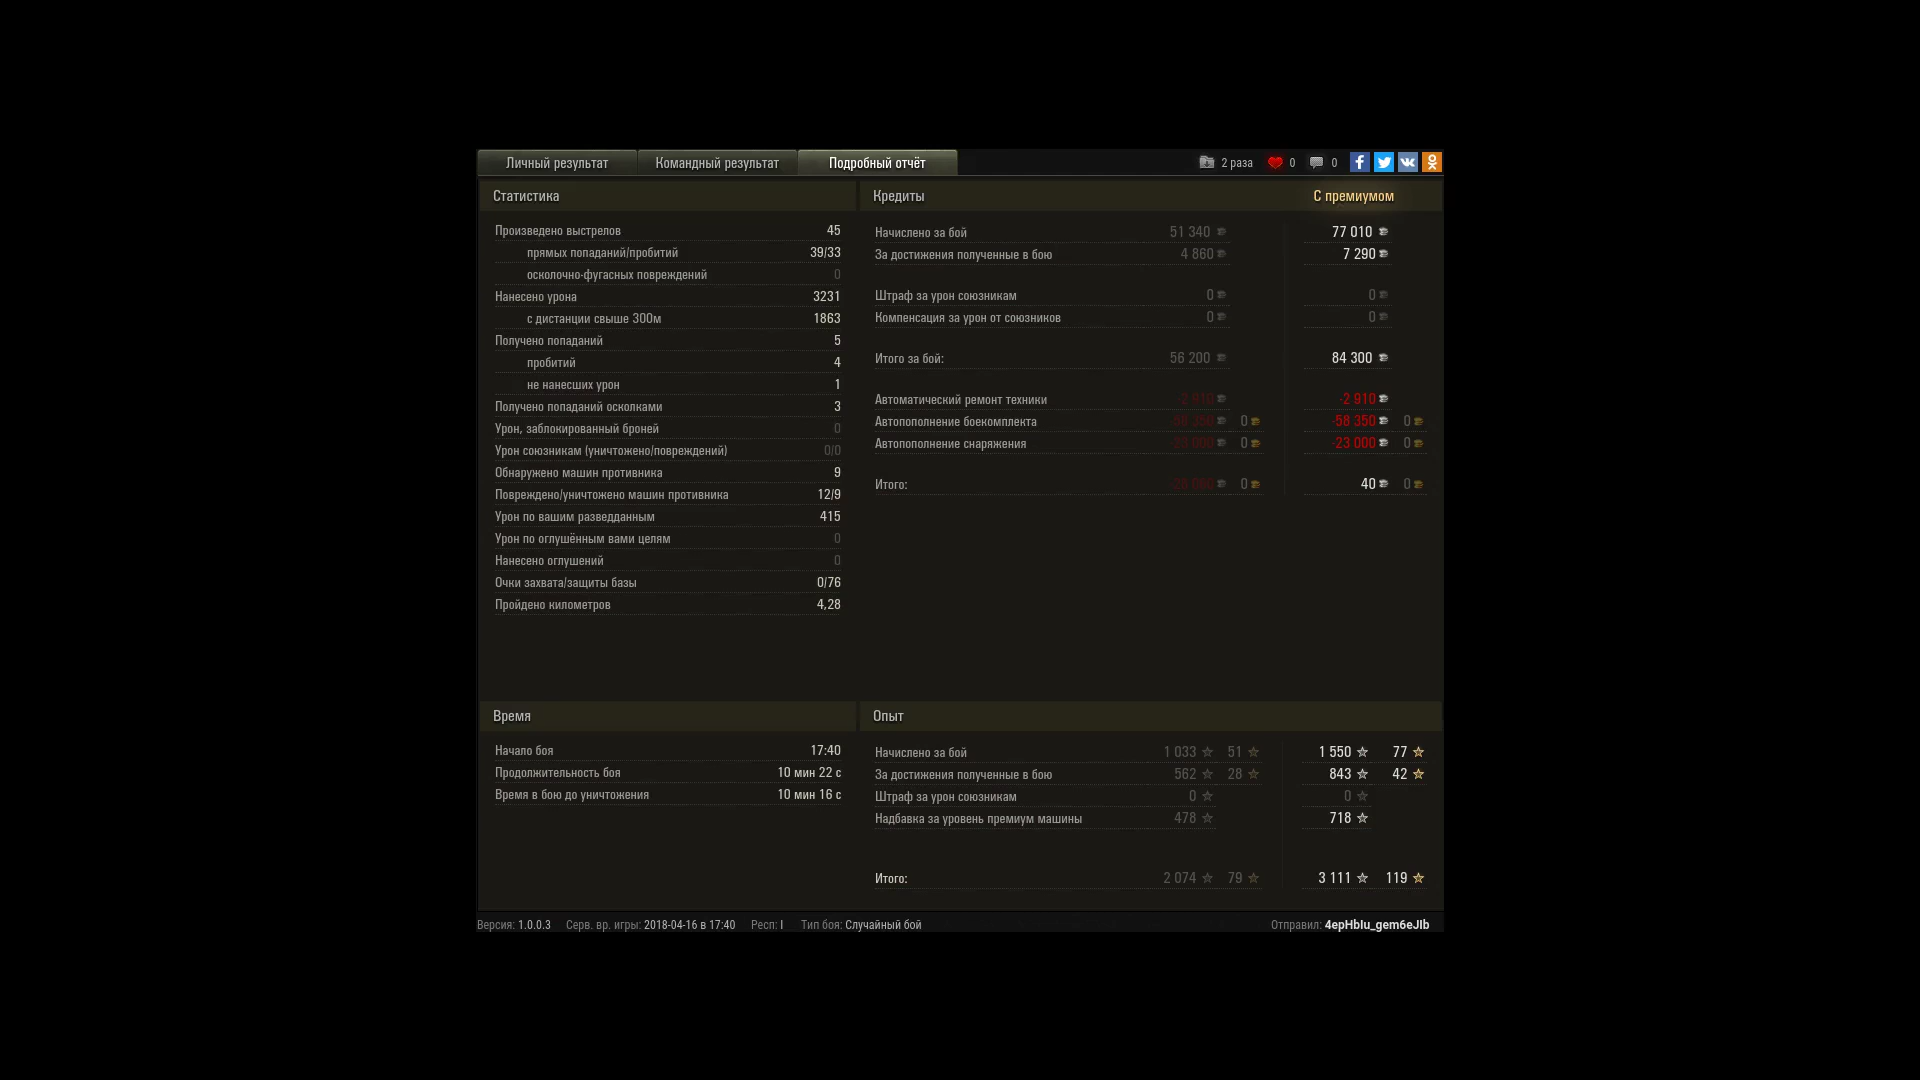 Личный результат Командный результат Подробный отчёт 2 раза 0 0
Статистика
Произведено выстрелов 45
прямых попаданий/пробитий 39/33
осколочно-фугасных повреждений 0
Нанесено урона 3231
с дистанции свыше 300м 1863
Получено попаданий 5
пробитий 4
не нанесших урон 1
Получено попаданий осколками 3
Урон, заблокированный броней 0
Урон союзникам (уничтожено/повреждений) 0/0
Обнаружено машин противника 9
Повреждено/уничтожено машин противника 12/9
Урон по вашим разведданным 415
Урон по оглушённым вами целям 0
Нанесено оглушений 0
Очки захвата/защиты базы 0/76
Пройдено километров 4,28
Кредиты С премиумом
Начислено за бой 51 340 77 010
За достижения полученные в бою 4 860 7 290
Штраф за урон союзникам 0 0
Компенсация за урон от союзников 0 0
Итого за бой: 56 200 84 300
Автоматический ремонт техники -2 910 -2 910
Автопополнение боекомплекта -58 350 0 -58 350 0
Автопополнение снаряжения -23 000 0 -23 000 0
Итого: 0 40 0
Время
Начало боя 17:40
Продолжительность боя 10 мин 22 с
Время в бою до уничтожения 10 мин 16 с
Опыт
Начислено за бой 1 033 51 1 550 77
За достижения полученные в бою 562 28 843 42
Штраф за урон союзникам 0 0
Надбавка за уровень премиум машины 478 718
Итого: 2 074 79 3 111 119
Версия: 1.0.0.3 Серв. вр. игры: 2018-04-16 в 17:40 Респ: I Тип боя: Случайный бой Отправил: 4epHbIu_gem6eJIb